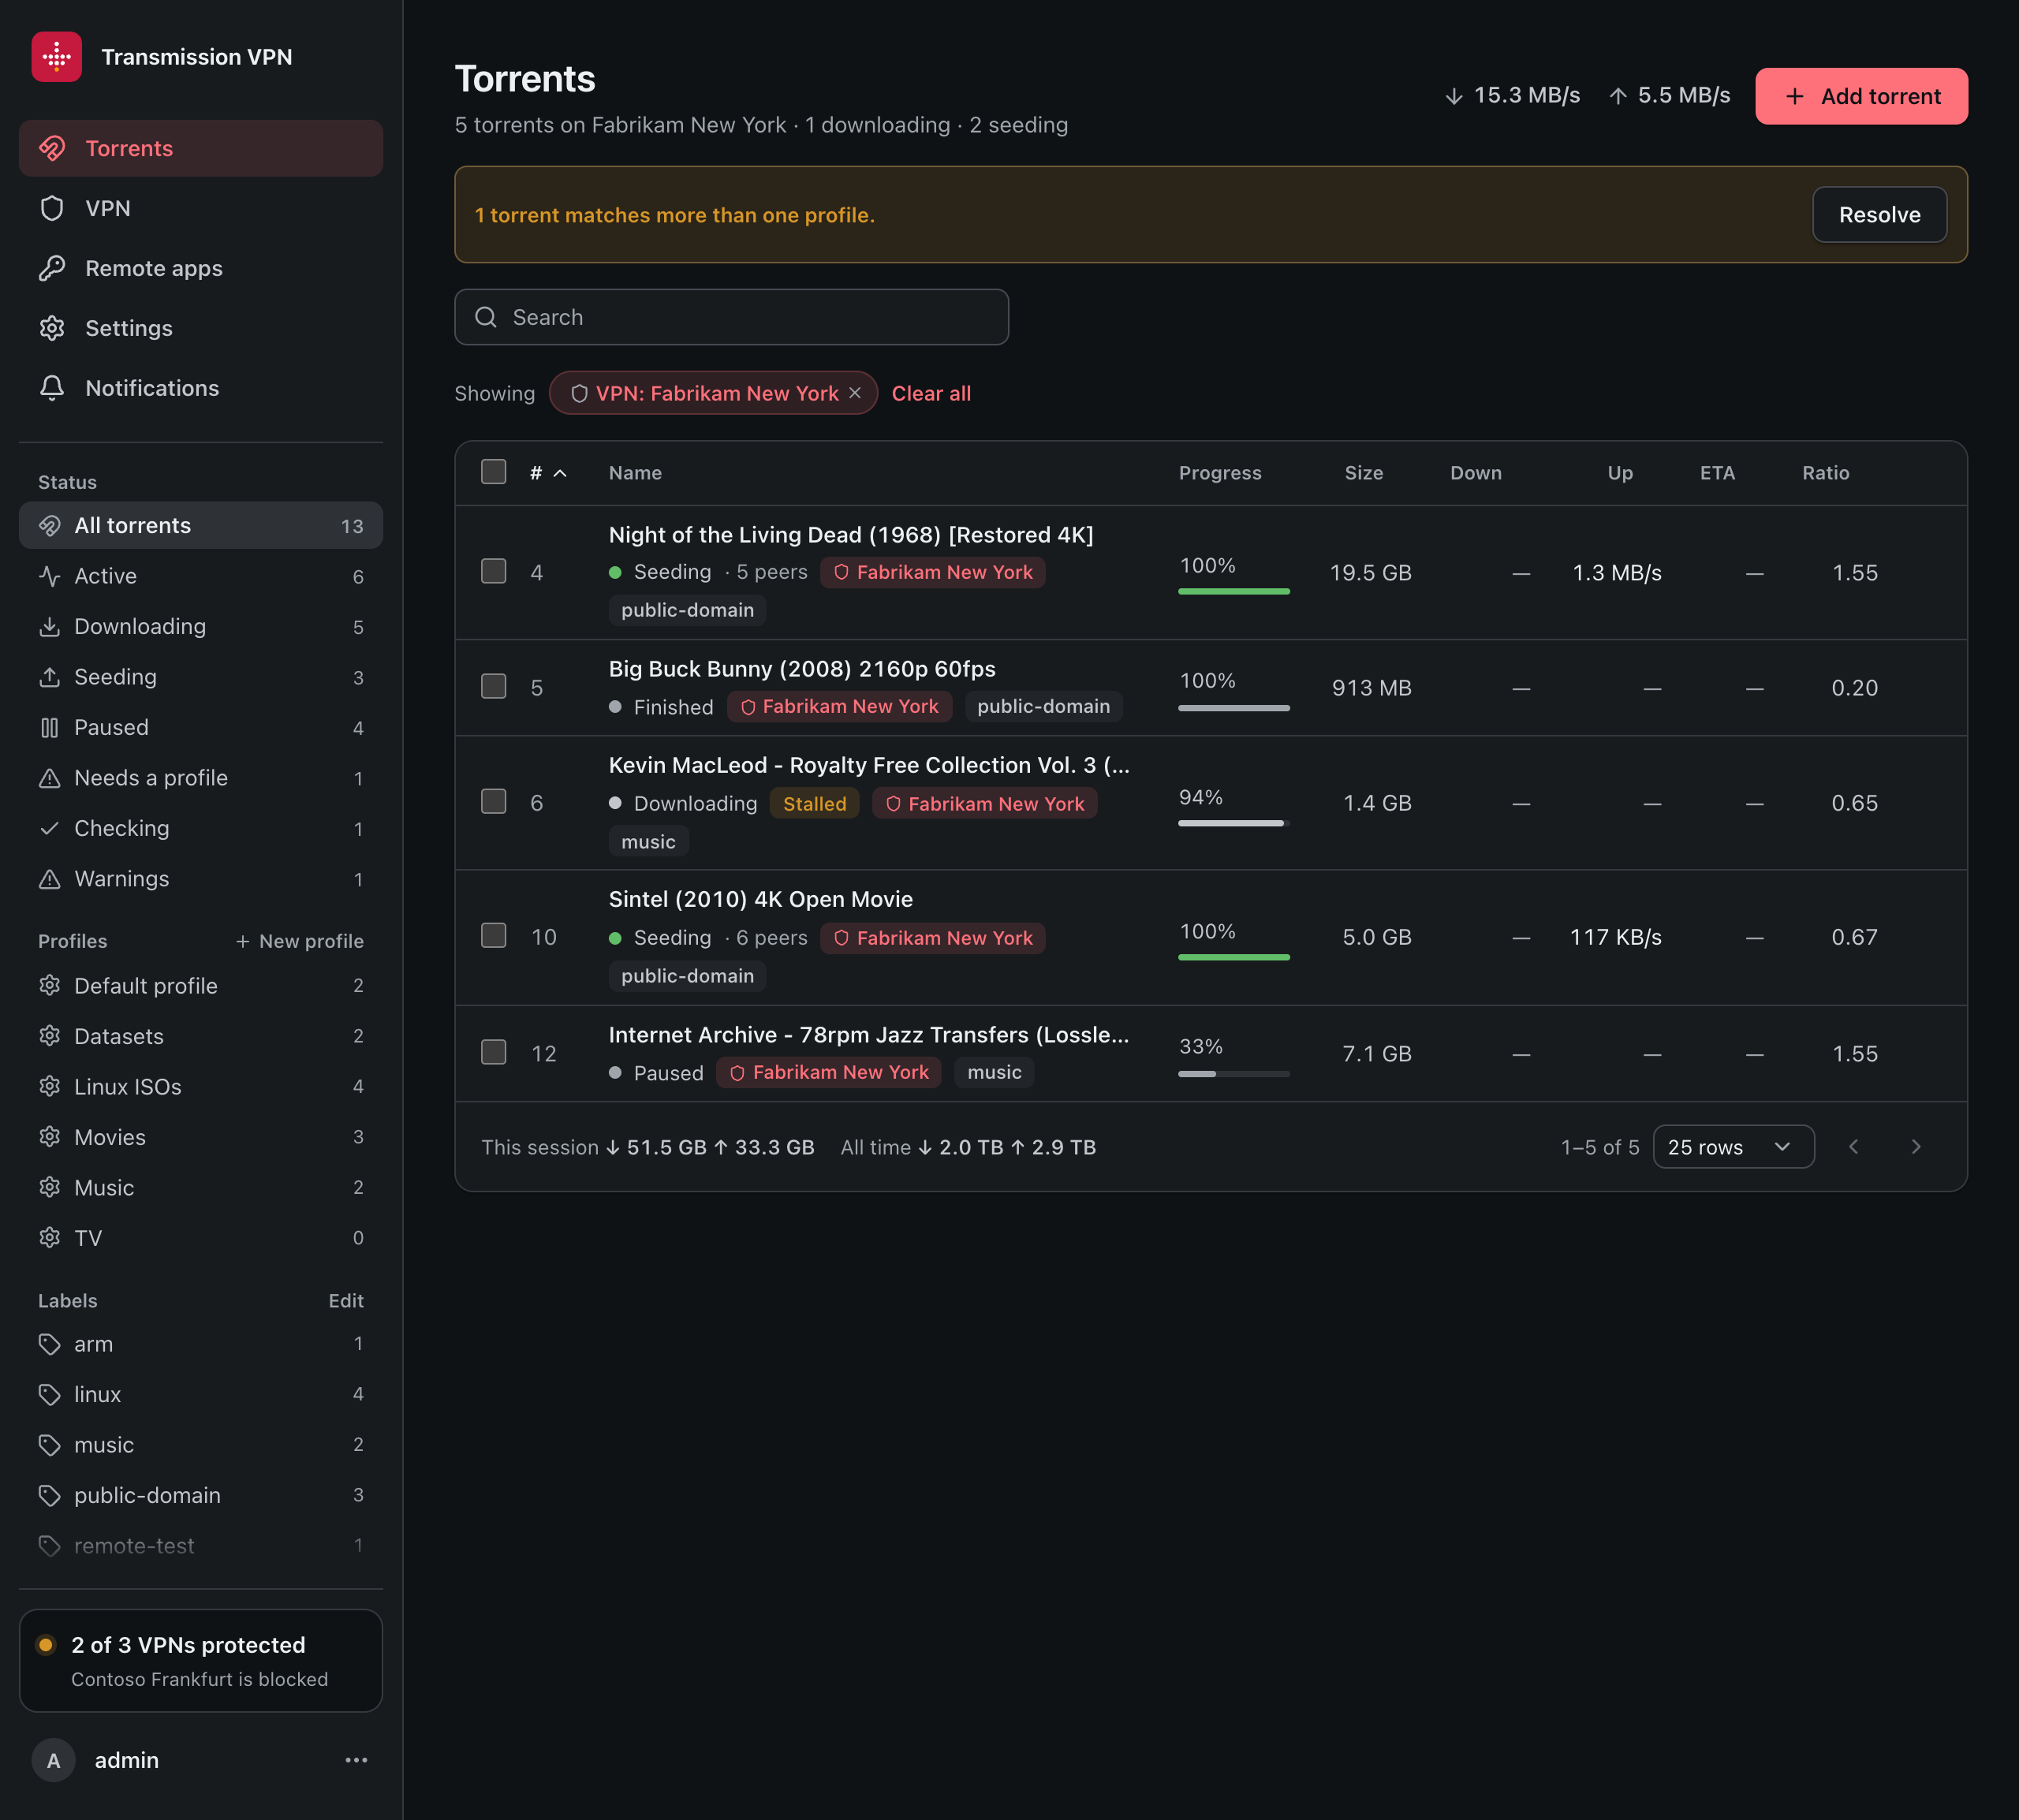 Transmission VPN
Torrents
VPN
Remote apps
Settings
Notifications
Status
All torrents 13
Active 6
Downloading 5
Seeding 3
Paused 4
Needs a profile 1
Checking 1
Warnings 1
Profiles + New profile
Default profile 2
Datasets 2
Linux ISOs 4
Movies 3
Music 2
TV 0
Labels Edit
arm 1
linux 4
music 2
public-domain 3
remote-test 1
2 of 3 VPNs protected
Contoso Frankfurt is blocked
A admin
Torrents
5 torrents on Fabrikam New York · 1 downloading · 2 seeding
↓ 15.3 MB/s ↑ 5.5 MB/s + Add torrent
1 torrent matches more than one profile. Resolve
Search
Showing VPN: Fabrikam New York × Clear all
# Name Progress Size Down Up ETA Ratio
Night of the Living Dead (1968) [Restored 4K]
4 Seeding · 5 peers Fabrikam New York 100% 19.5 GB — 1.3 MB/s — 1.55
public-domain
Big Buck Bunny (2008) 2160p 60fps
5 Finished Fabrikam New York public-domain 100% 913 MB — — — 0.20
Kevin MacLeod - Royalty Free Collection Vol. 3 (...
6 Downloading Stalled Fabrikam New York 94% 1.4 GB — — — 0.65
music
Sintel (2010) 4K Open Movie
10 Seeding · 6 peers Fabrikam New York 100% 5.0 GB — 117 KB/s — 0.67
public-domain
Internet Archive - 78rpm Jazz Transfers (Lossle...
12 Paused Fabrikam New York music 33% 7.1 GB — — — 1.55
This session ↓ 51.5 GB ↑ 33.3 GB All time ↓ 2.0 TB ↑ 2.9 TB 1–5 of 5 25 rows